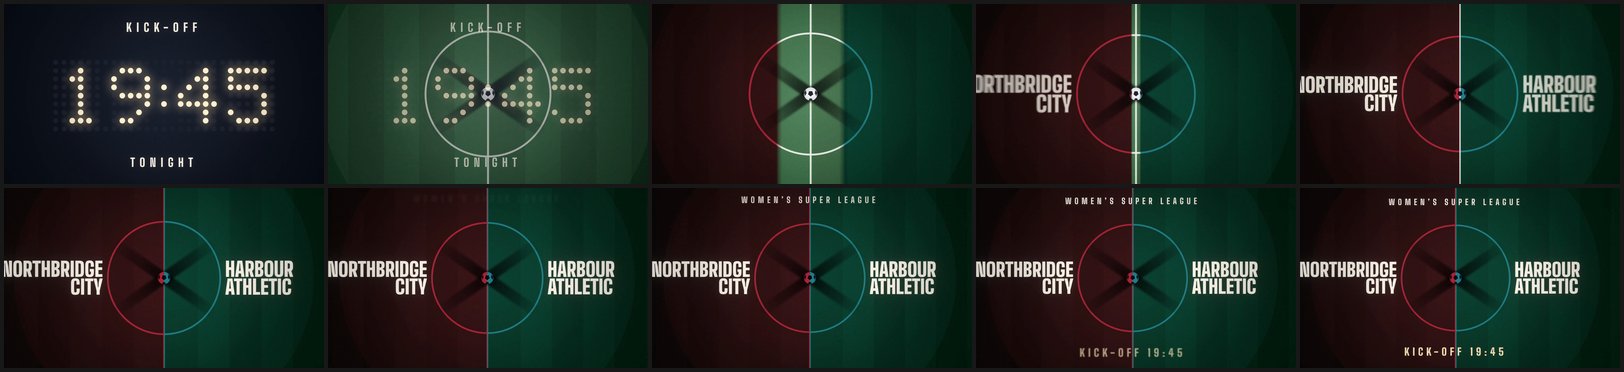 KICK-OFF
19:45
TONIGHT
KICK-OFF
19:45
TONIGHT
ORTHBRIDGE
CITY
NORTHBRIDGE
CITY
HARBOUR
ATHLETIC
NORTHBRIDGE
CITY
HARBOUR
ATHLETIC
NORTHBRIDGE
CITY
HARBOUR
ATHLETIC
WOMEN'S SUPER LEAGUE
NORTHBRIDGE
CITY
HARBOUR
ATHLETIC
WOMEN'S SUPER LEAGUE
NORTHBRIDGE
CITY
HARBOUR
ATHLETIC
KICK-OFF 19:45
WOMEN'S SUPER LEAGUE
NORTHBRIDGE
CITY
HARBOUR
ATHLETIC
KICK-OFF 19:45